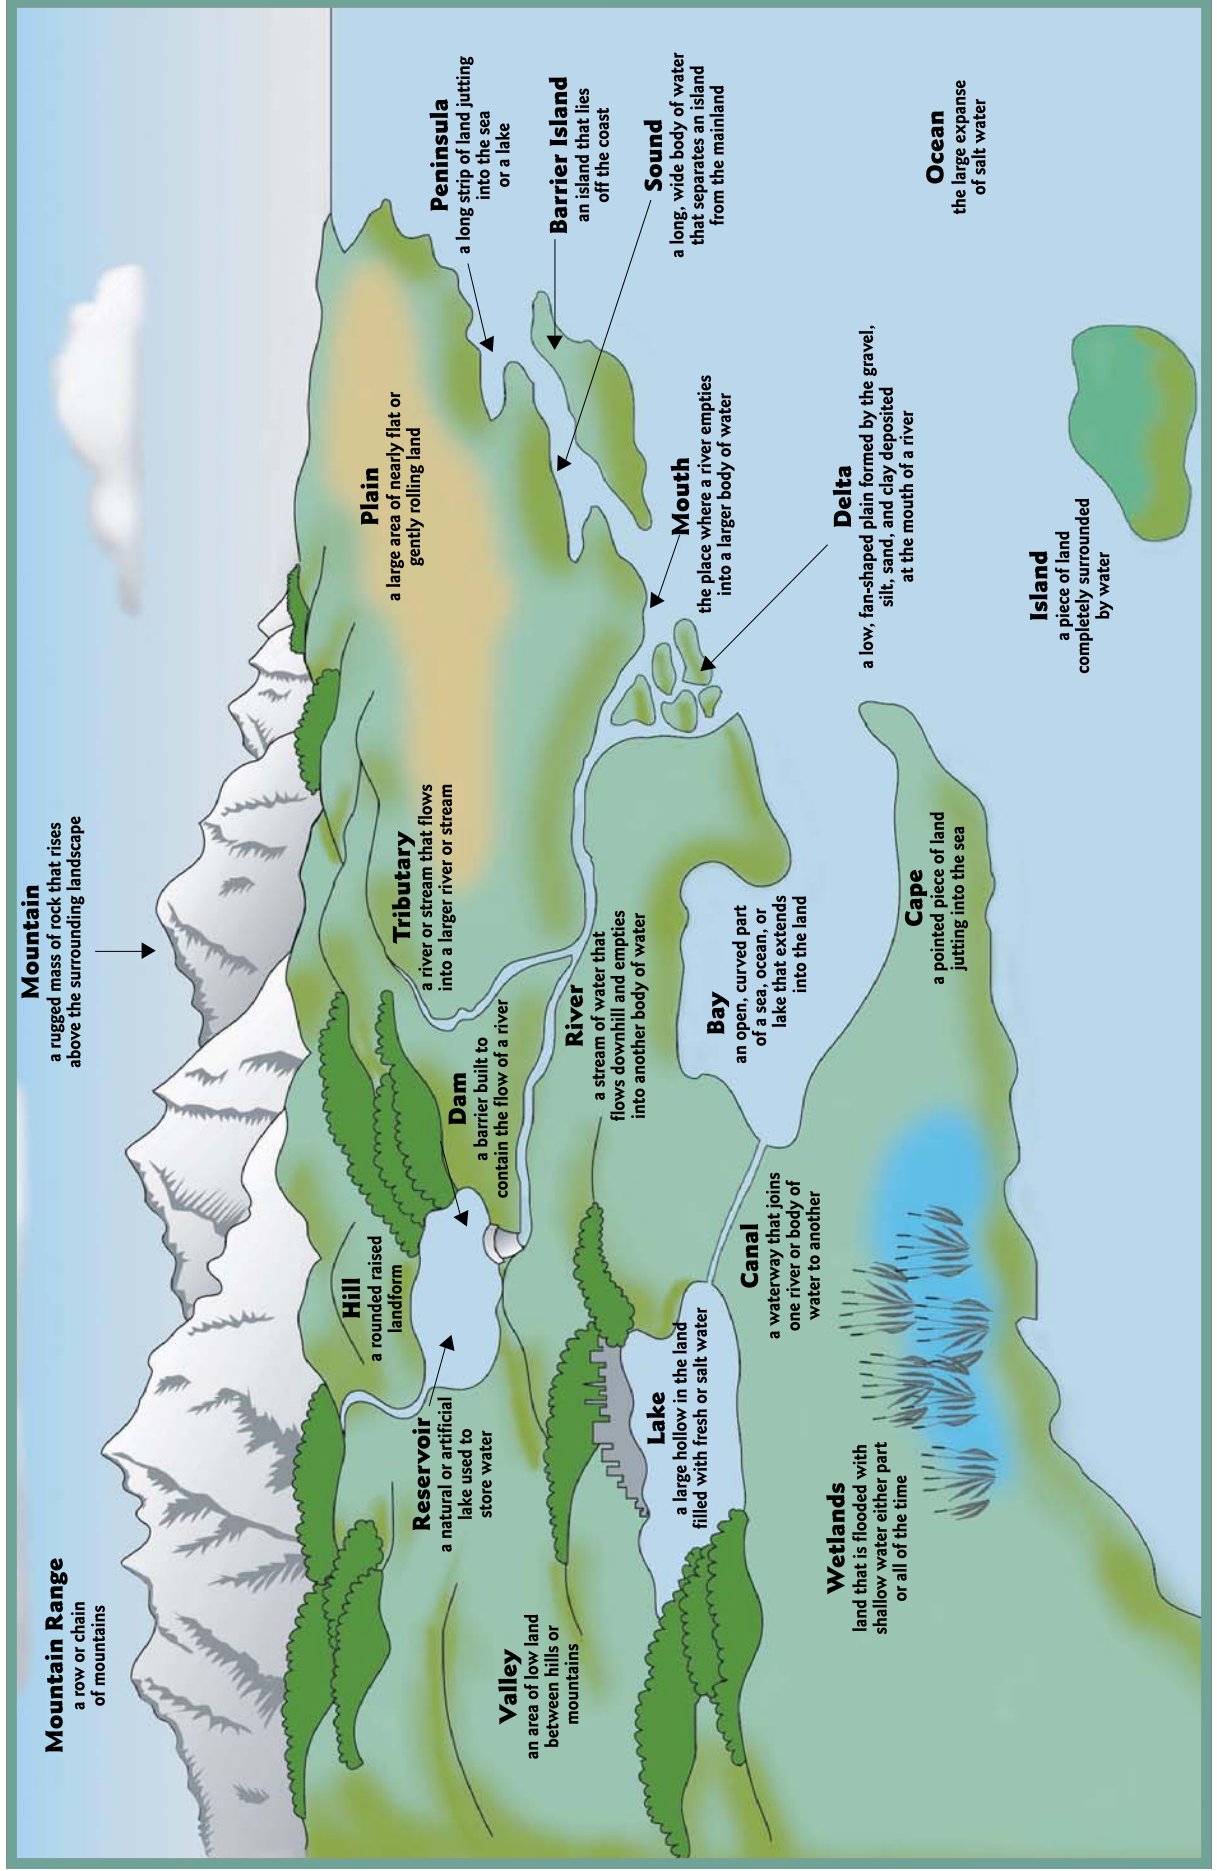 Mountain Range
a row or chain
of mountains
Mountain
a rugged mass of rock that rises
above the surrounding landscape
Valley
an area of low land
between hills or
mountains
Reservoir
a natural or artificial
lake used to
store water
Hill
a rounded raised
landform
Dam
a barrier built to
contain the flow of a river
Tributary
a river or stream that flows
into a larger river or stream
Plain
a large area of nearly flat or
gently rolling land
Peninsula
a long strip of land jutting
into the sea
or a lake
Barrier Island
an island that lies
off the coast
Sound
a long, wide body of water
that separates an island
from the mainland
River
a stream of water that
flows downhill and empties
into another body of water
Mouth
the place where a river empties
into a larger body of water
Lake
a large hollow in the land
filled with fresh or salt water
Canal
a waterway that joins
one river or body of
water to another
Bay
an open, curved part
of a sea, ocean, or
lake that extends
into the land
Delta
a low, fan-shaped plain formed by the gravel,
silt, sand, and clay deposited
at the mouth of a river
Wetlands
land that is flooded with
shallow water either part
or all of the time
Cape
a pointed piece of land
jutting into the sea
Ocean
the large expanse
of salt water
Island
a piece of land
completely surrounded
by water